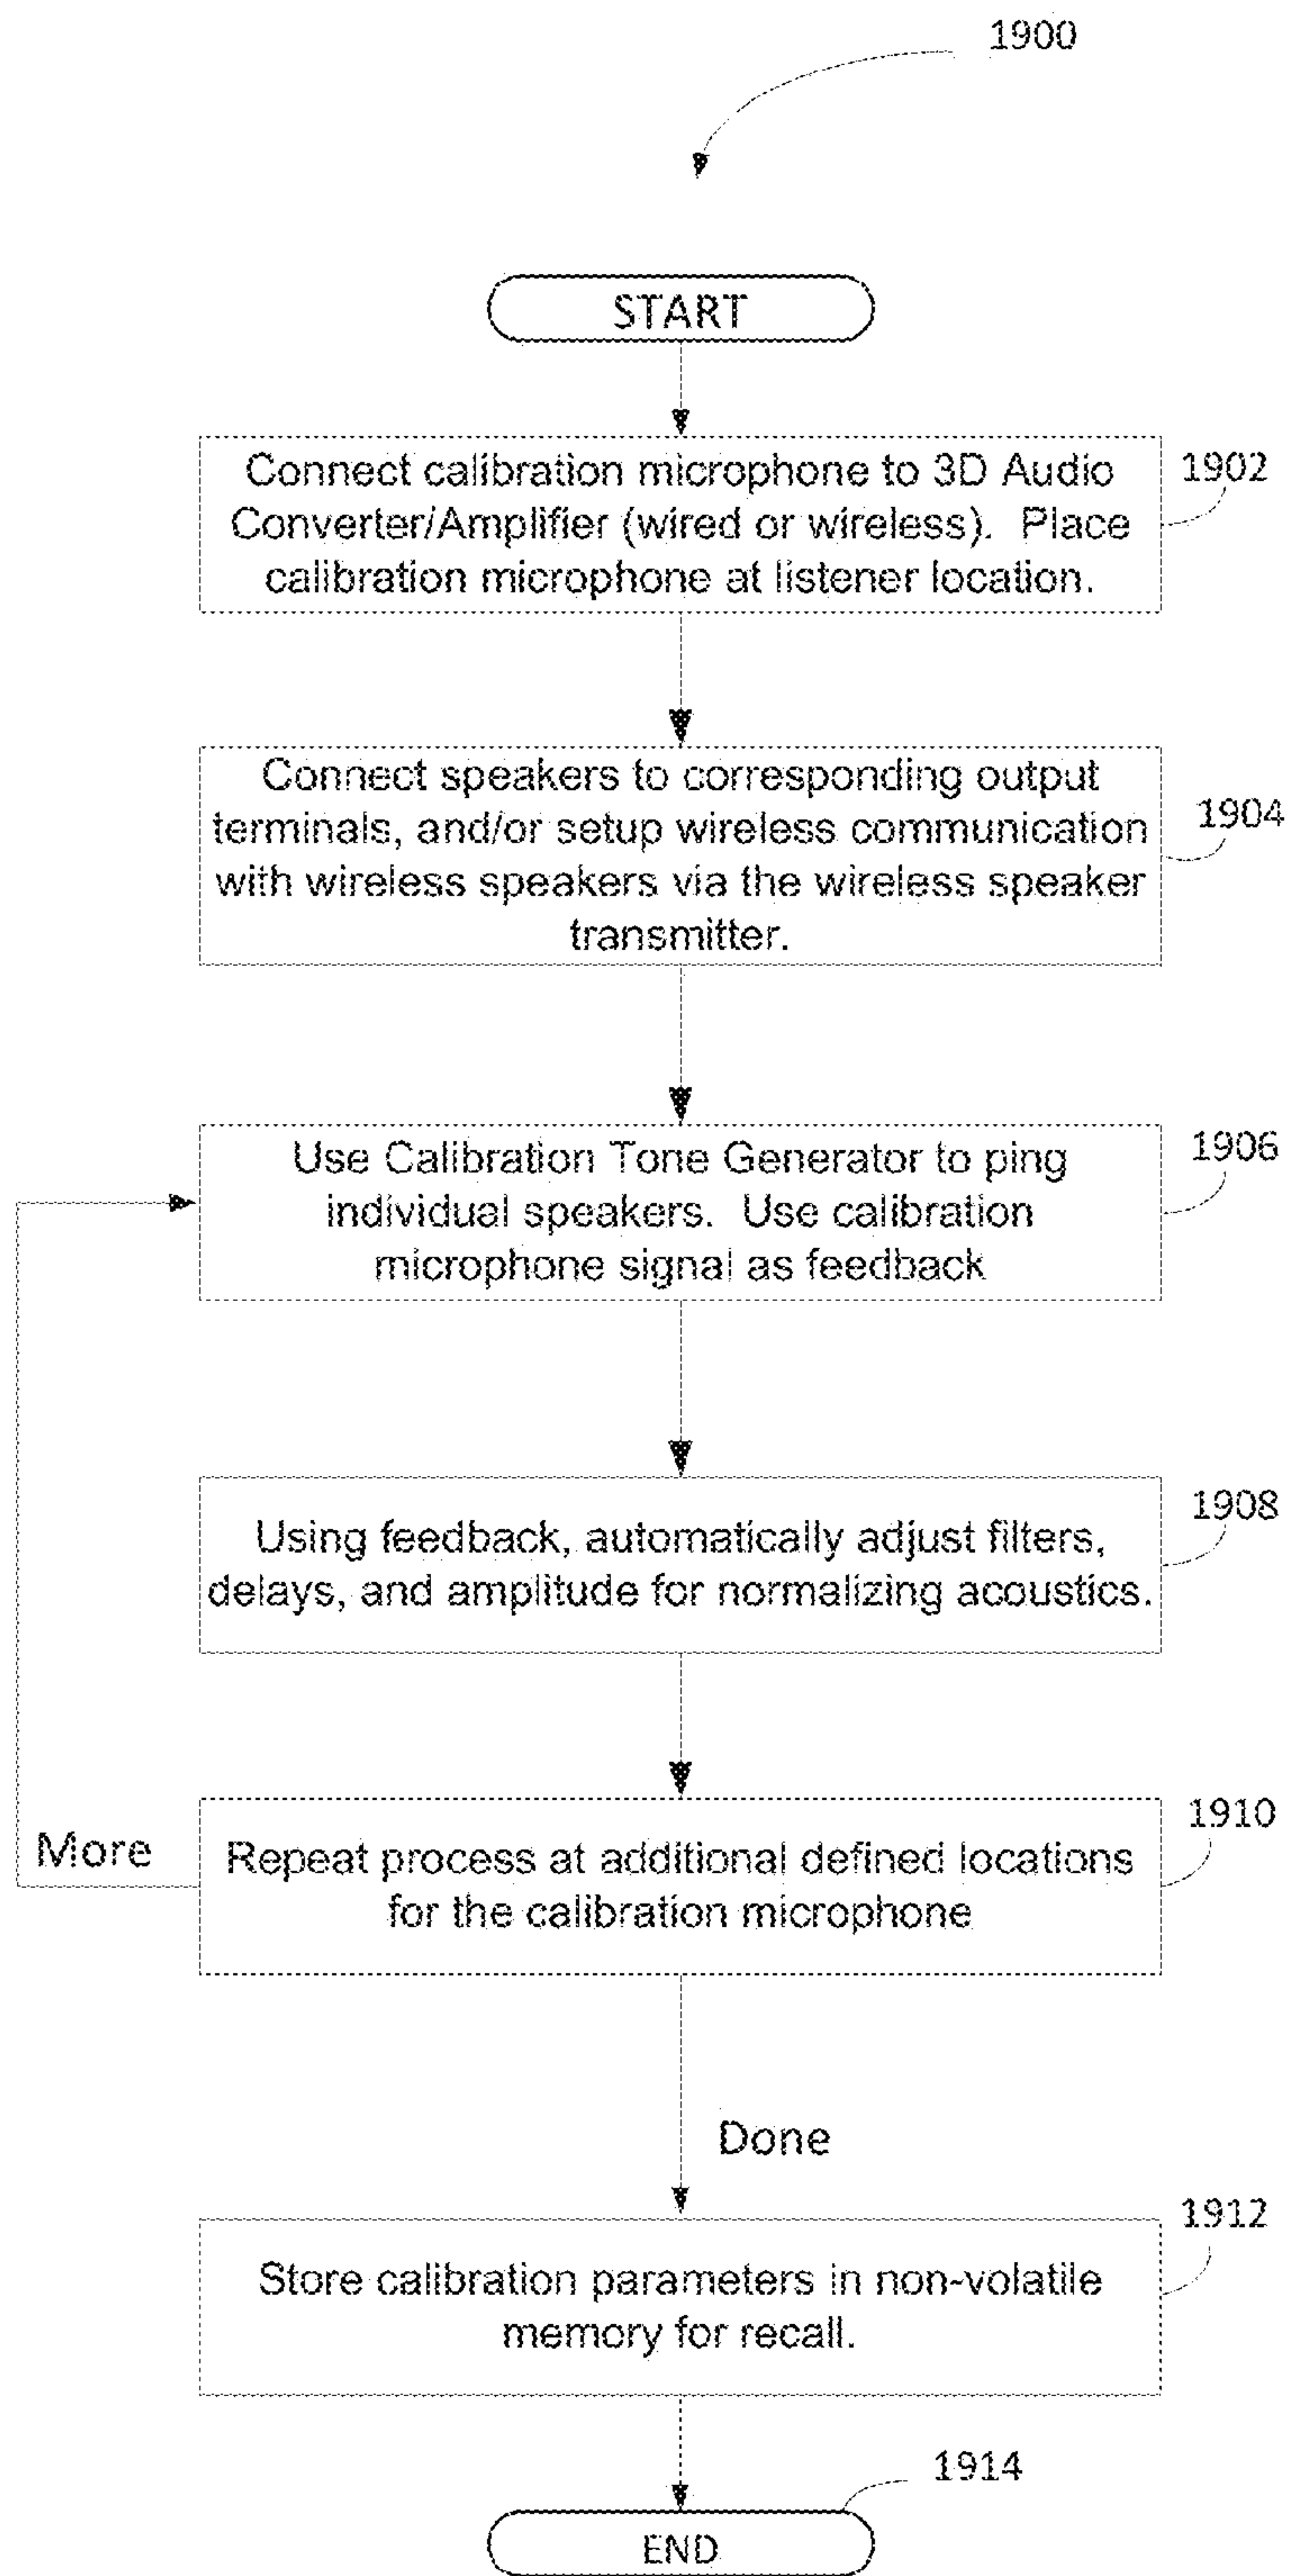 1900
START
Connect calibration microphone to 3D Audio
Converter/Amplifier (wired or wireless).  Place
calibration microphone at listener location.
1902
Connect speakers to corresponding output
terminals, and/or setup wireless communication
with wireless speakers via the wireless speaker
transmitter.
1904
Use Calibration Tone Generator to ping
individual speakers.  Use calibration
microphone signal as feedback
1906
Using feedback, automatically adjust filters,
delays, and amplitude for normalizing acoustics.
1908
More
Repeat process at additional defined locations
for the calibration microphone
1910
Done
Store calibration parameters in non-volatile
memory for recall.
1912
1914
END